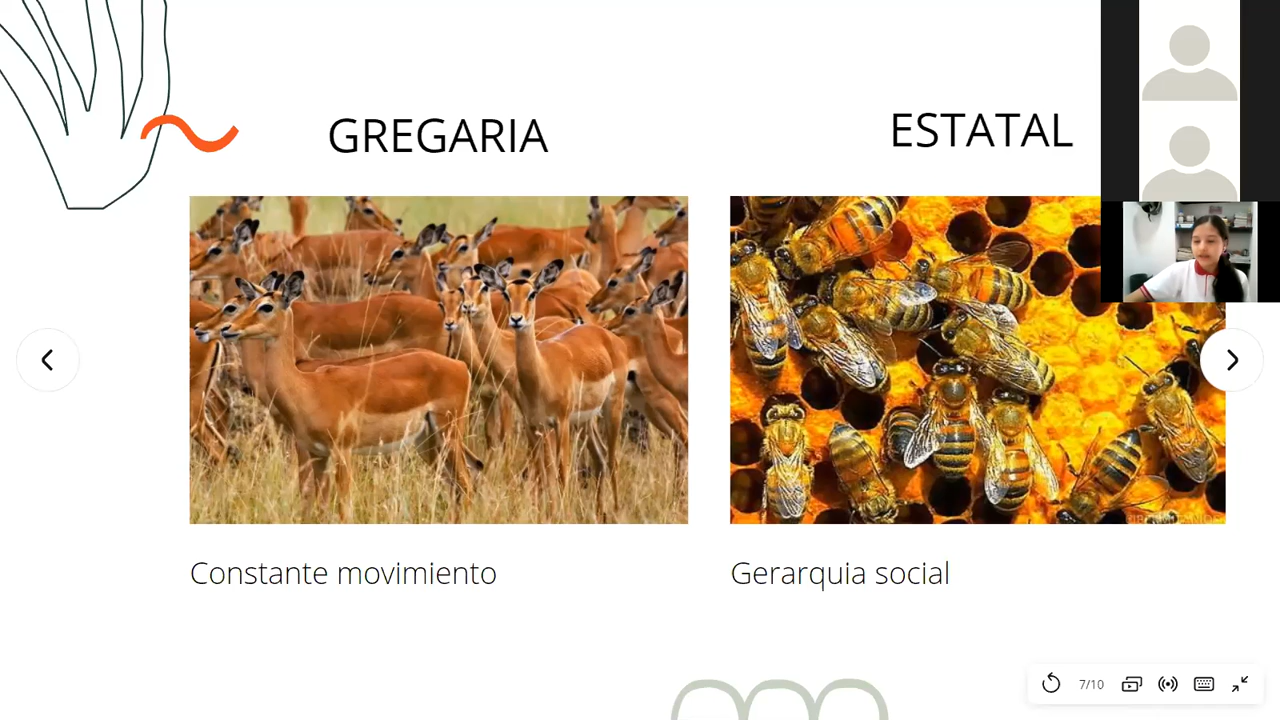 GREGARIA
ESTATAL
Constante movimiento
Gerarquia social
7/10